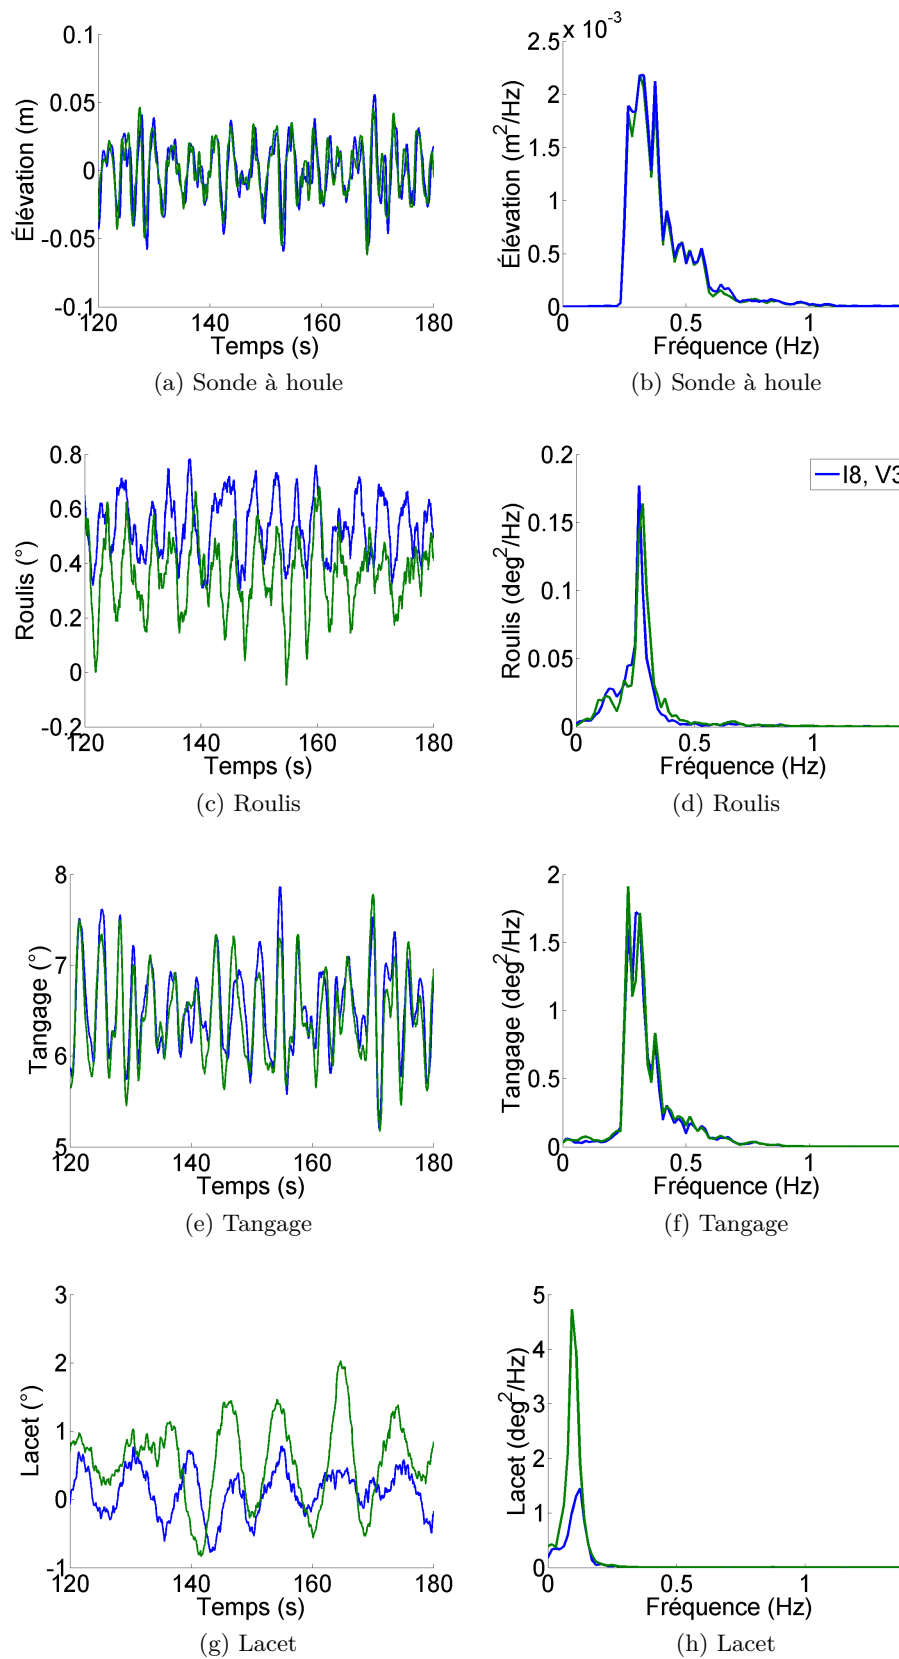 0.1
0.05
0
-0.05
-0.1
120
140
160
180
Élévation (m)
Temps (s)
(a) Sonde à houle
x 10⁻³
2.5
2
1.5
1
0.5
0
0
0.5
1
Élévation (m²/Hz)
Fréquence (Hz)
(b) Sonde à houle
0.8
0.6
0.4
0.2
0
-0.2
120
140
160
180
Roulis (°)
Temps (s)
(c) Roulis
0.2
0.15
0.1
0.05
0
0
0.5
1
Roulis (deg²/Hz)
Fréquence (Hz)
I8, V3
(d) Roulis
8
7
6
5
120
140
160
180
Tangage (°)
Temps (s)
(e) Tangage
2
1.5
1
0.5
0
0
0.5
1
Tangage (deg²/Hz)
Fréquence (Hz)
(f) Tangage
3
2
1
0
-1
120
140
160
180
Lacet (°)
Temps (s)
(g) Lacet
5
4
3
2
1
0
0
0.5
1
Lacet (deg²/Hz)
Fréquence (Hz)
(h) Lacet